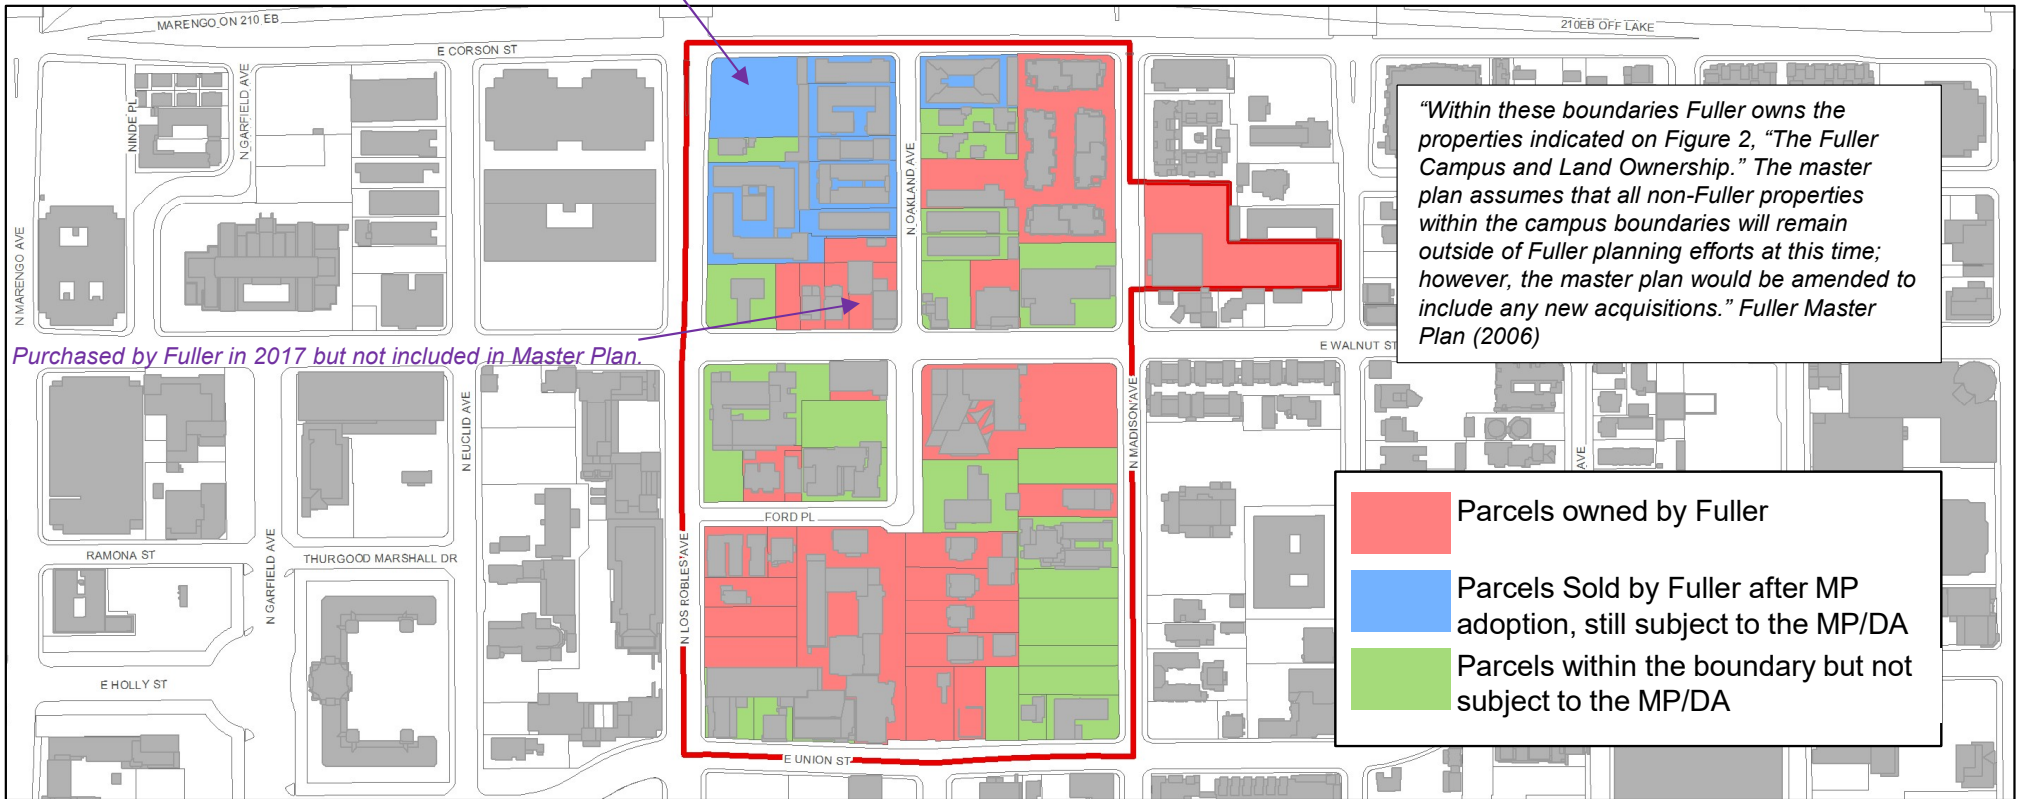 MARENGO ON 210 EB
210EB OFF LAKE
E CORSON ST
NINDE PL
N GARFIELD AVE
N OAKLAND AVE
N MARENGO AVE
“Within these boundaries Fuller owns the
properties indicated on Figure 2, “The Fuller
Campus and Land Ownership.” The master
plan assumes that all non-Fuller properties
within the campus boundaries will remain
outside of Fuller planning efforts at this time;
however, the master plan would be amended to
include any new acquisitions.” Fuller Master
Plan (2006)
Purchased by Fuller in 2017 but not included in Master Plan.
E WALNUT ST
N EUCLID AVE
N MADISON AVE
AVE
FORD PL
RAMONA ST
N GARFIELD AVE
THURGOOD MARSHALL DR
N LOS ROBLES AVE
E HOLLY ST
E UNION ST
Parcels owned by Fuller
Parcels Sold by Fuller after MP
adoption, still subject to the MP/DA
Parcels within the boundary but not
subject to the MP/DA